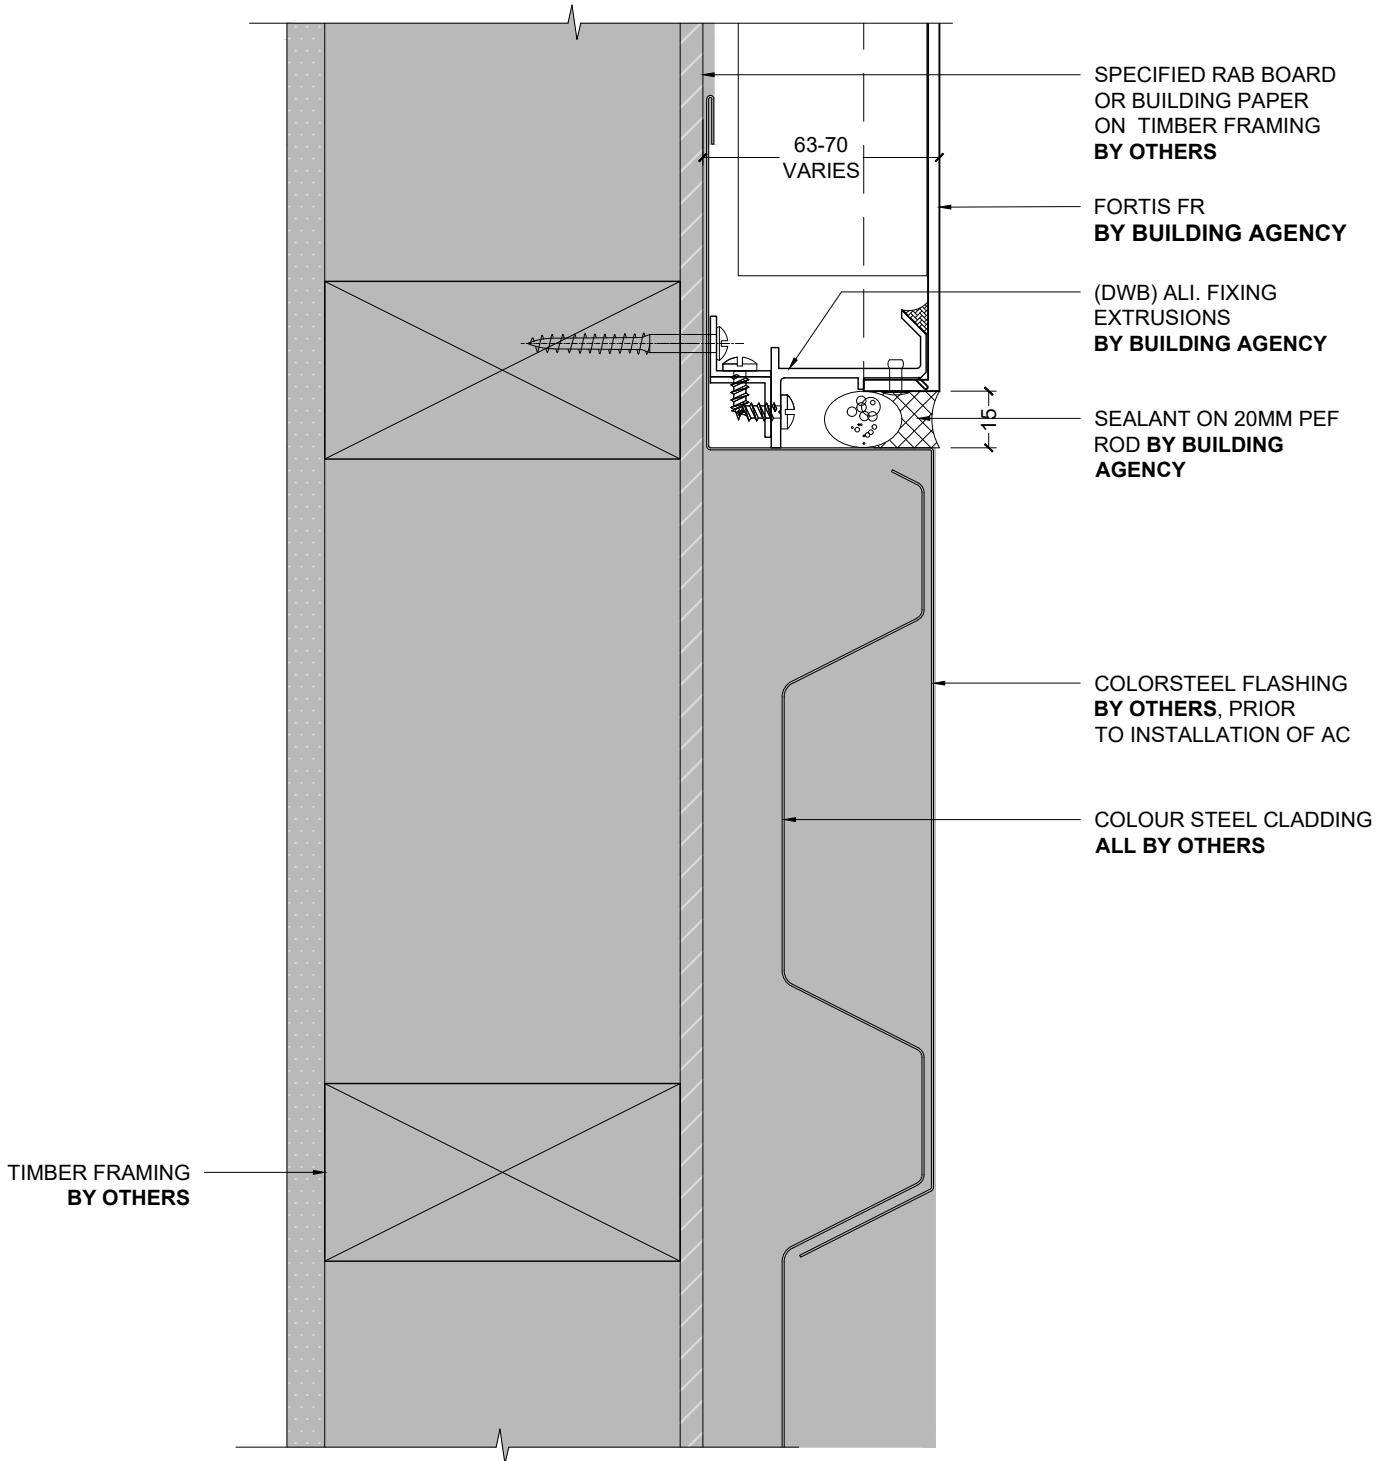 SPECIFIED RAB BOARD
OR BUILDING PAPER
ON TIMBER FRAMING
BY OTHERS
63-70
VARIES
FORTIS FR
BY BUILDING AGENCY
(DWB) ALI. FIXING
EXTRUSIONS
BY BUILDING AGENCY
15
SEALANT ON 20MM PEF
ROD BY BUILDING
AGENCY
COLORSTEEL FLASHING
BY OTHERS, PRIOR
TO INSTALLATION OF AC
COLOUR STEEL CLADDING
ALL BY OTHERS
TIMBER FRAMING
BY OTHERS